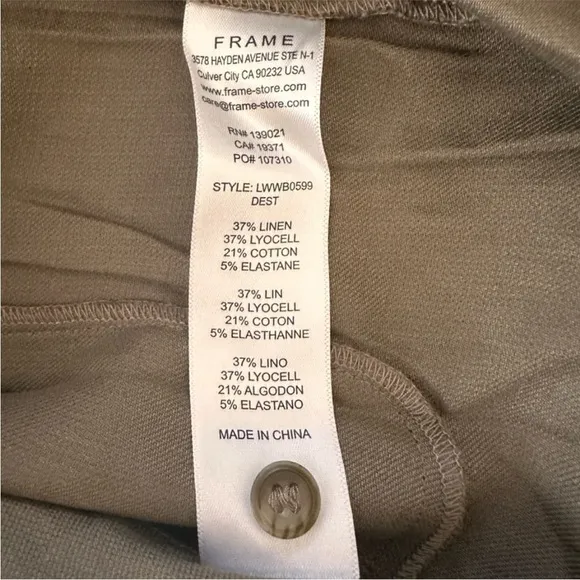 FRAME
3578 HAYDEN AVENUE STE N-1
Culver City CA 90232 USA
www.frame-store.com
care@frame-store.com
RN# 139021
CA# 19371
PO# 107310
STYLE: LWWB0599
DEST
37% LINEN
37% LYOCELL
21% COTTON
5% ELASTANE
37% LIN
37% LYOCELL
21% COTON
5% ELASTHANNE
37% LINO
37% LYOCELL
21% ALGODON
5% ELASTANO
MADE IN CHINA